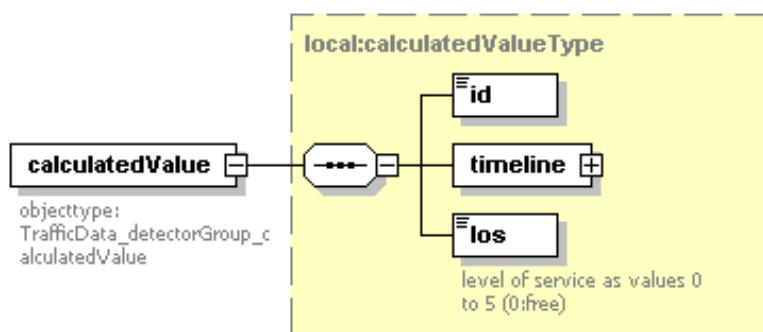 local:calculatedValueType
id
calculatedValue
timeline
objecttype:
TrafficData_detectorGroup_c
alculatedValue
los
level of service as values 0
to 5 (0:free)